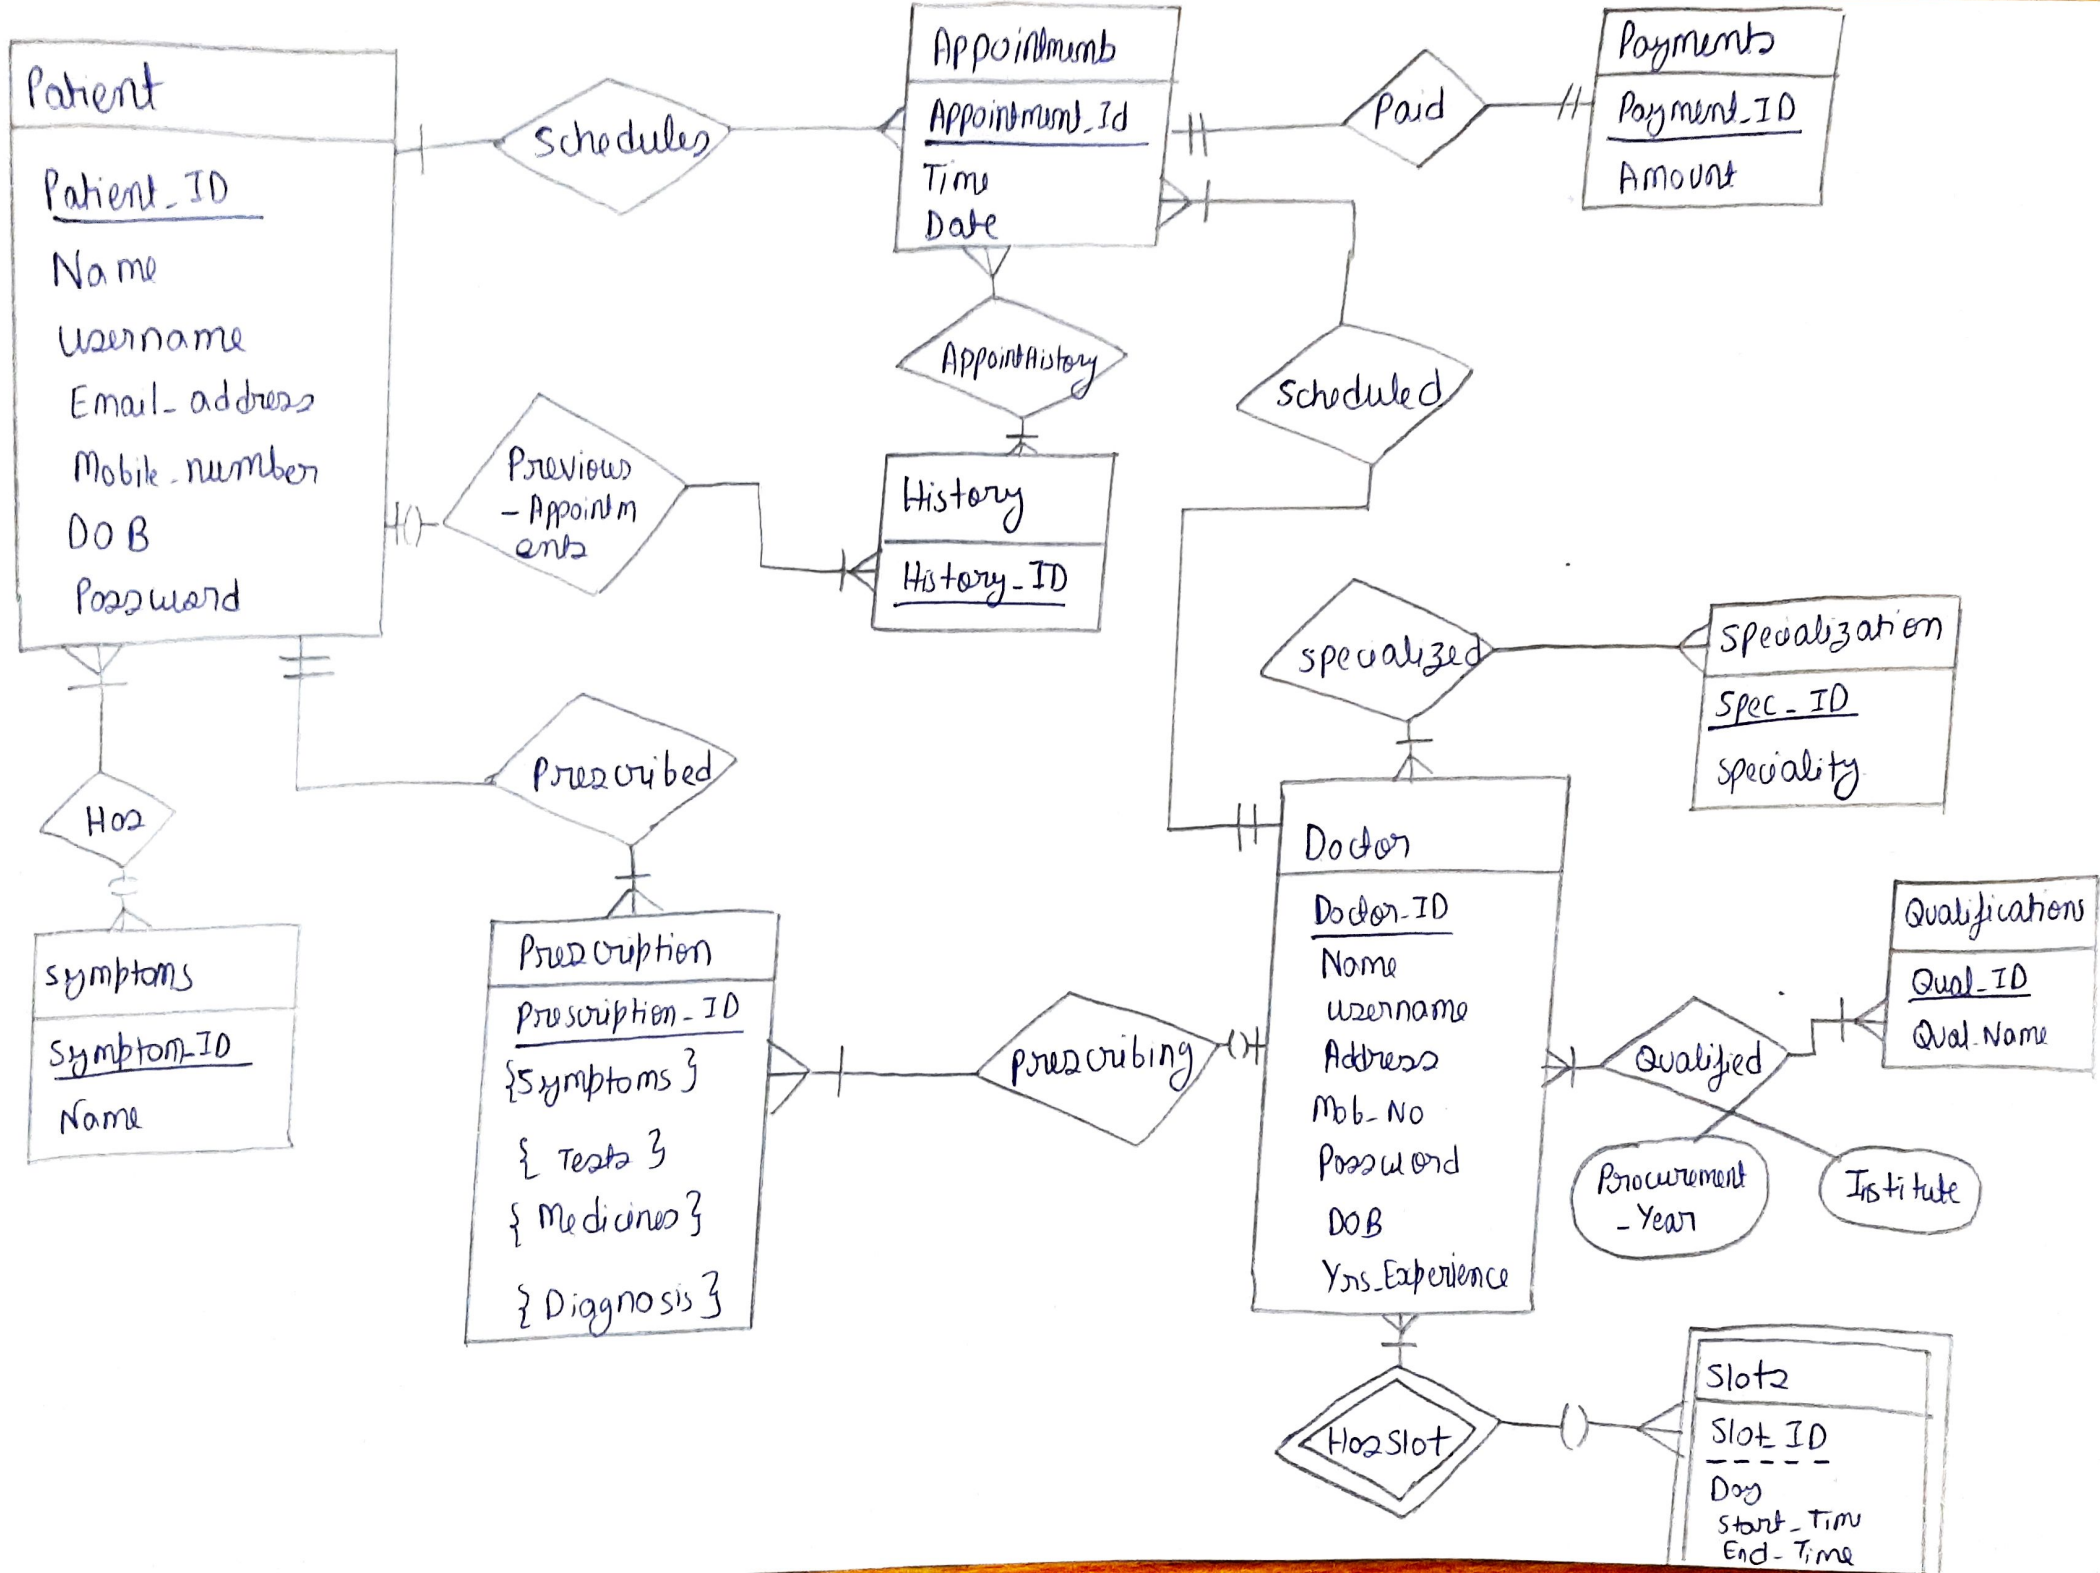 Patient
Patient_ID
Name
Username
Email_address
Mobile_number
DOB
Password
Schedules
Appointments
Appointment_Id
Time
Date
Paid
Payments
Payment_ID
Amount
AppointHistory
Scheduled
Previous
- Appointm
ents
History
History_ID
Specialized
Specialization
Spec_ID
Speciality
Has
Prescribed
Symptoms
Symptom_ID
Name
Prescription
Prescription_ID
{Symptoms}
{Tests}
{Medicines}
{Diagnosis}
Prescribing
Doctor
Doctor_ID
Name
Username
Address
Mob_No
Password
DOB
Yrs_Experience
Qualified
Qualifications
Qual_ID
Qual_Name
Procurement
- Year
Institute
HasSlot
Slots
Slot_ID
Day
Start_Time
End_Time